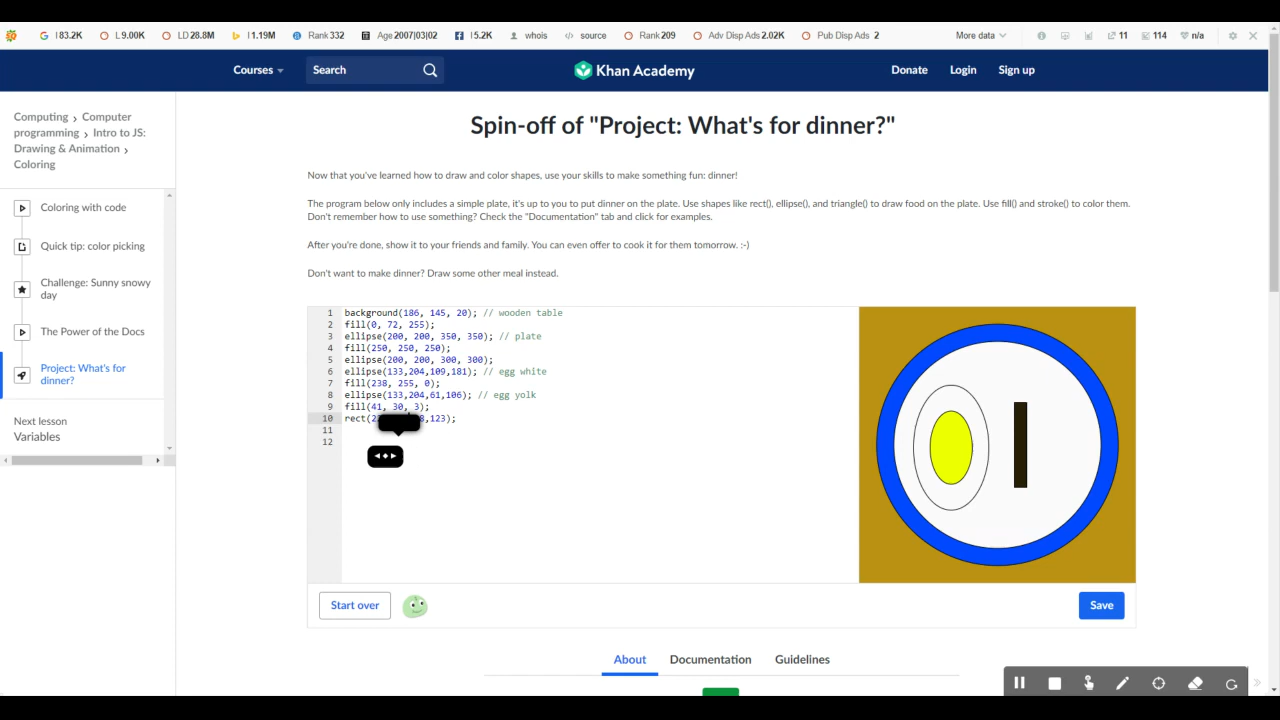 83.2K L 9.00K LD 28.8M I 1.19M Rank 332 Age 2007|03|02 I 5.2K whois source Rank 209 Adv Disp Ads 2.02K Pub Disp Ads 2 More data 11 114 n/a
Courses Search Khan Academy Donate Login Sign up
Computing > Computer
programming > Intro to JS:
Drawing & Animation >
Coloring
Coloring with code
Quick tip: color picking
Challenge: Sunny snowy
day
The Power of the Docs
Project: What's for
dinner?
Next lesson
Variables
Spin-off of "Project: What's for dinner?"
Now that you've learned how to draw and color shapes, use your skills to make something fun: dinner!
The program below only includes a simple plate, it's up to you to put dinner on the plate. Use shapes like rect(), ellipse(), and triangle() to draw food on the plate. Use fill() and stroke() to color them.
Don't remember how to use something? Check the "Documentation" tab and click for examples.
After you're done, show it to your friends and family. You can even offer to cook it for them tomorrow. :-)
Don't want to make dinner? Draw some other meal instead.
1 background(186, 145, 20); // wooden table
2 fill(0, 72, 255);
3 ellipse(200, 200, 350, 350); // plate
4 fill(250, 250, 250);
5 ellipse(200, 200, 300, 300);
6 ellipse(133,204,109,181); // egg white
7 fill(238, 255, 0);
8 ellipse(133,204,61,106); // egg yolk
9 fill(41, 30, 3);
10 rect( ,123);
11
12
Start over
Save
About Documentation Guidelines